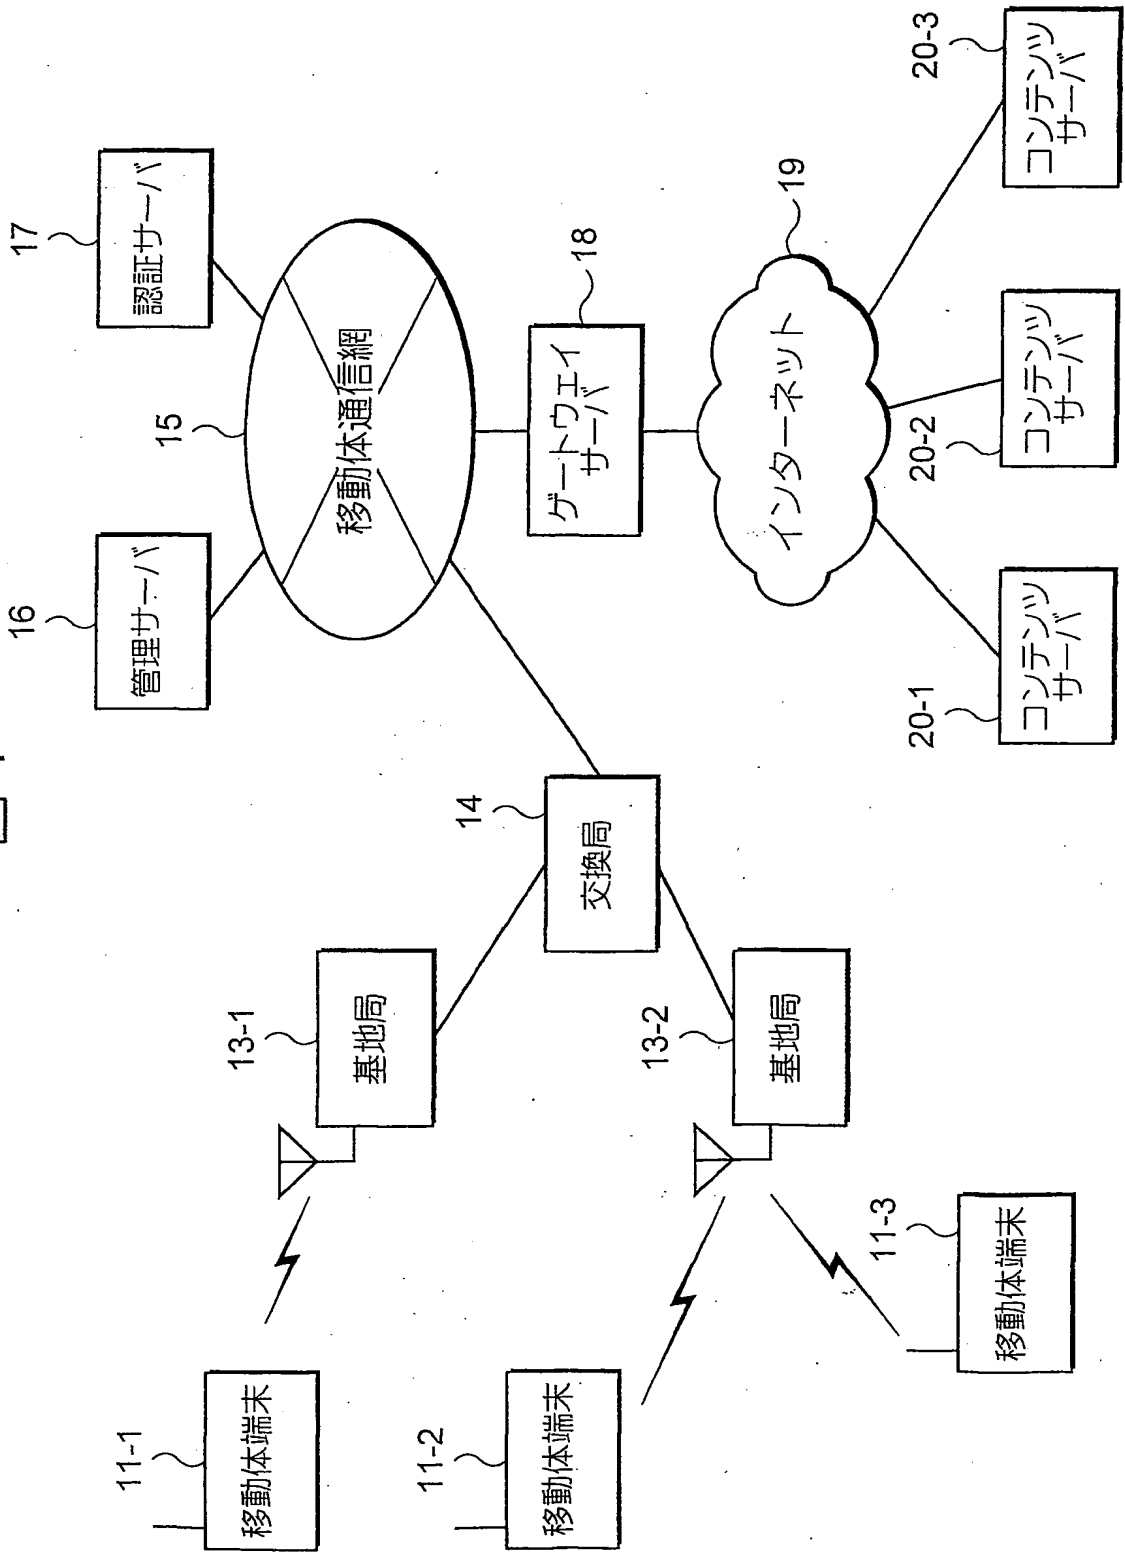 16
管理サーバ
17
認証サーバ
15
移動体通信網
14
交換局
18
ゲートウェイ
サーバ
19
インターネット
13-1
基地局
13-2
基地局
11-1
移動体端末
11-2
移動体端末
11-3
移動体端末
20-1
コンテンツ
サーバ
20-2
コンテンツ
サーバ
20-3
コンテンツ
サーバ